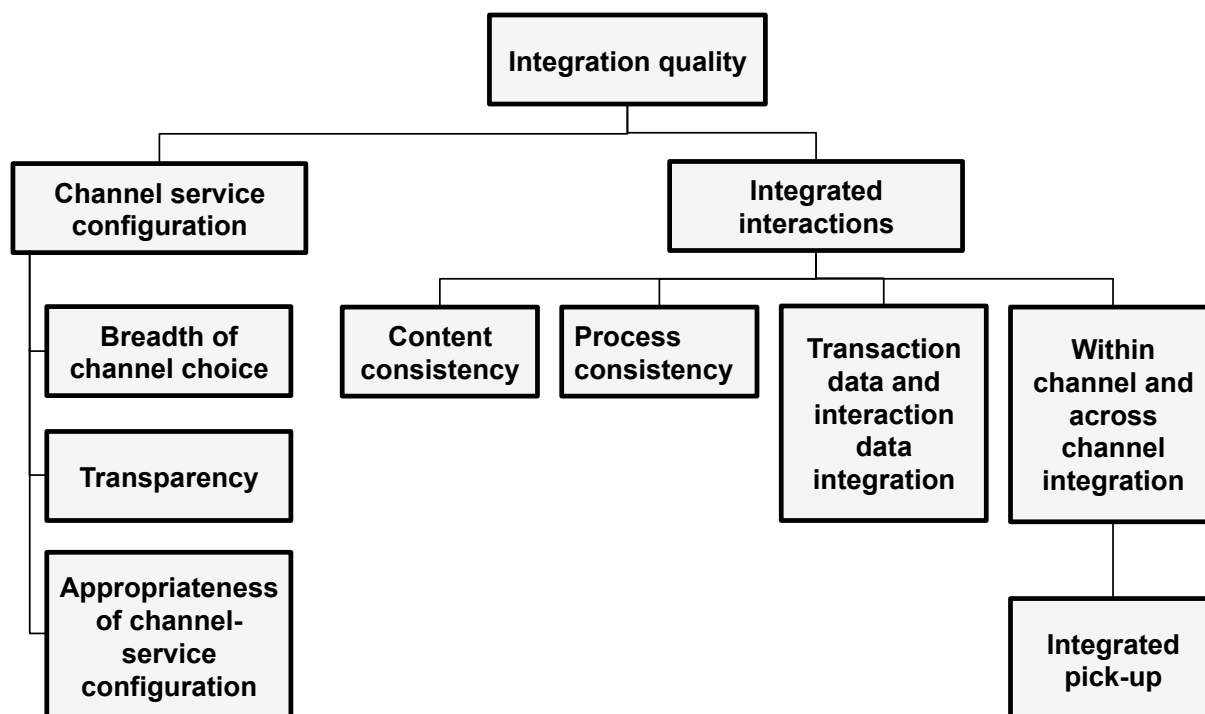 Integration quality
Channel service
configuration
Integrated
interactions
Breadth of
channel choice
Transparency
Appropriateness
of channel-
service
configuration
Content
consistency
Process
consistency
Transaction
data and
interaction
data
integration
Within
channel and
across
channel
integration
Integrated
pick-up